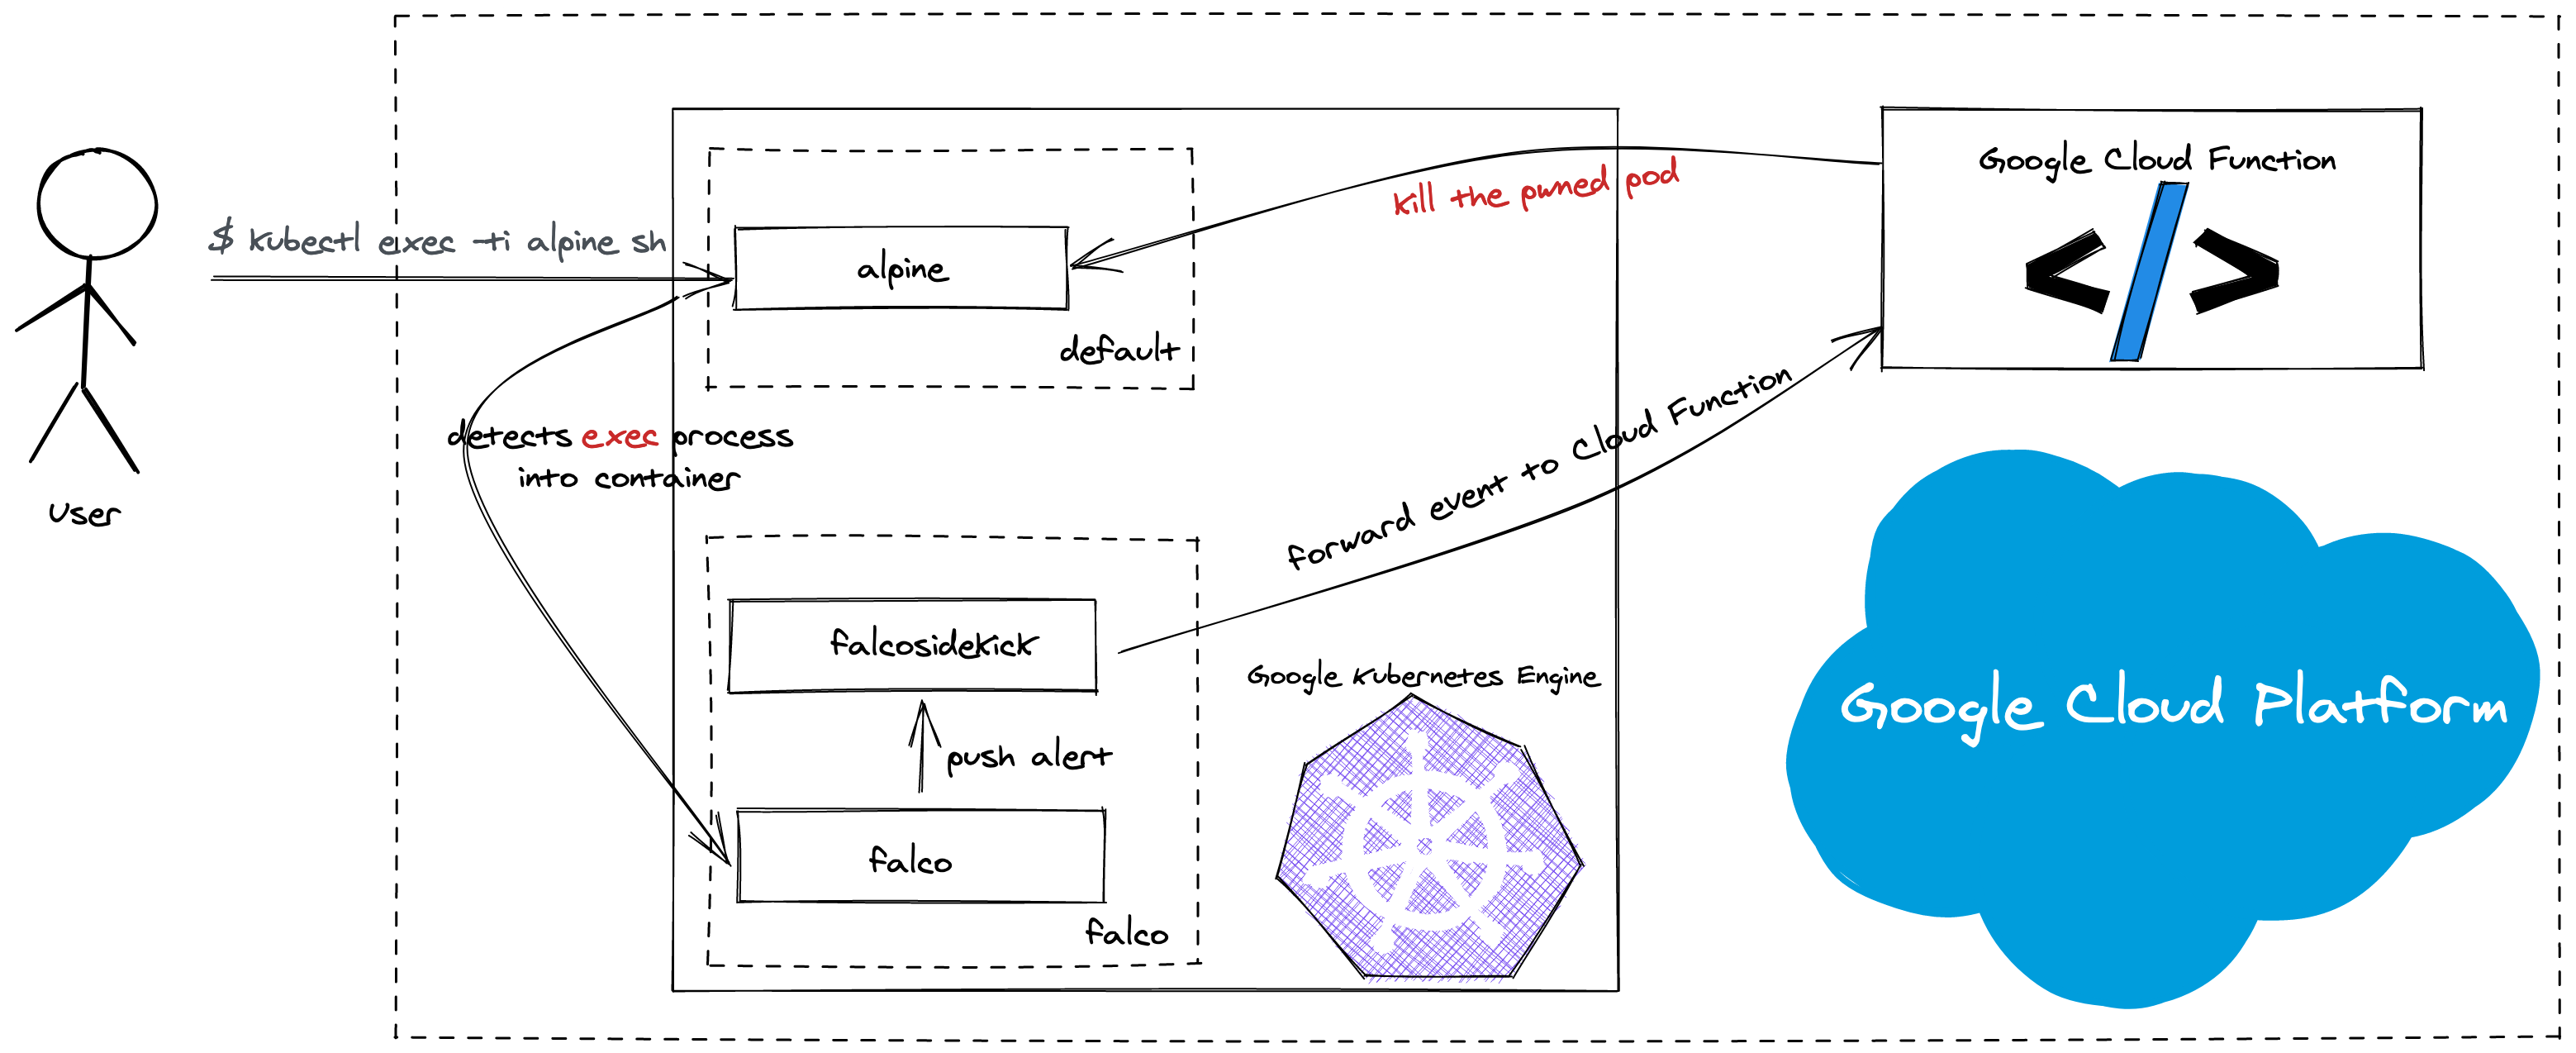 Google Cloud Function
kill the pwned pod
$ kubectl exec -ti alpine sh
alpine
default
detects exec process
into container
user
forward event to Cloud Function
falcosidekick
Google Kubernetes Engine
Google Cloud Platform
push alert
falco
falco